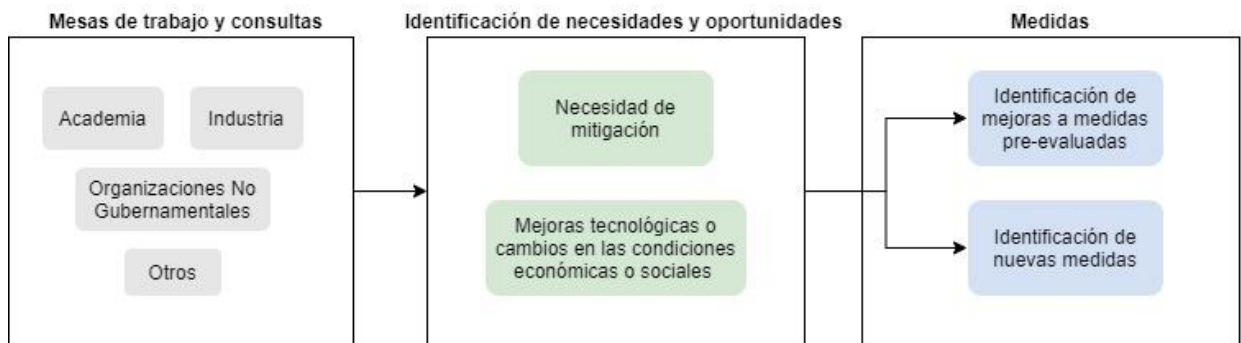 Mesas de trabajo y consultas
Identificación de necesidades y oportunidades
Medidas
Academia
Industria
Organizaciones No
Gubernamentales
Otros
Necesidad de
mitigación
Mejoras tecnológicas o
cambios en las condiciones
económicas o sociales
Identificación de
mejoras a medidas
pre-evaluadas
Identificación de
nuevas medidas